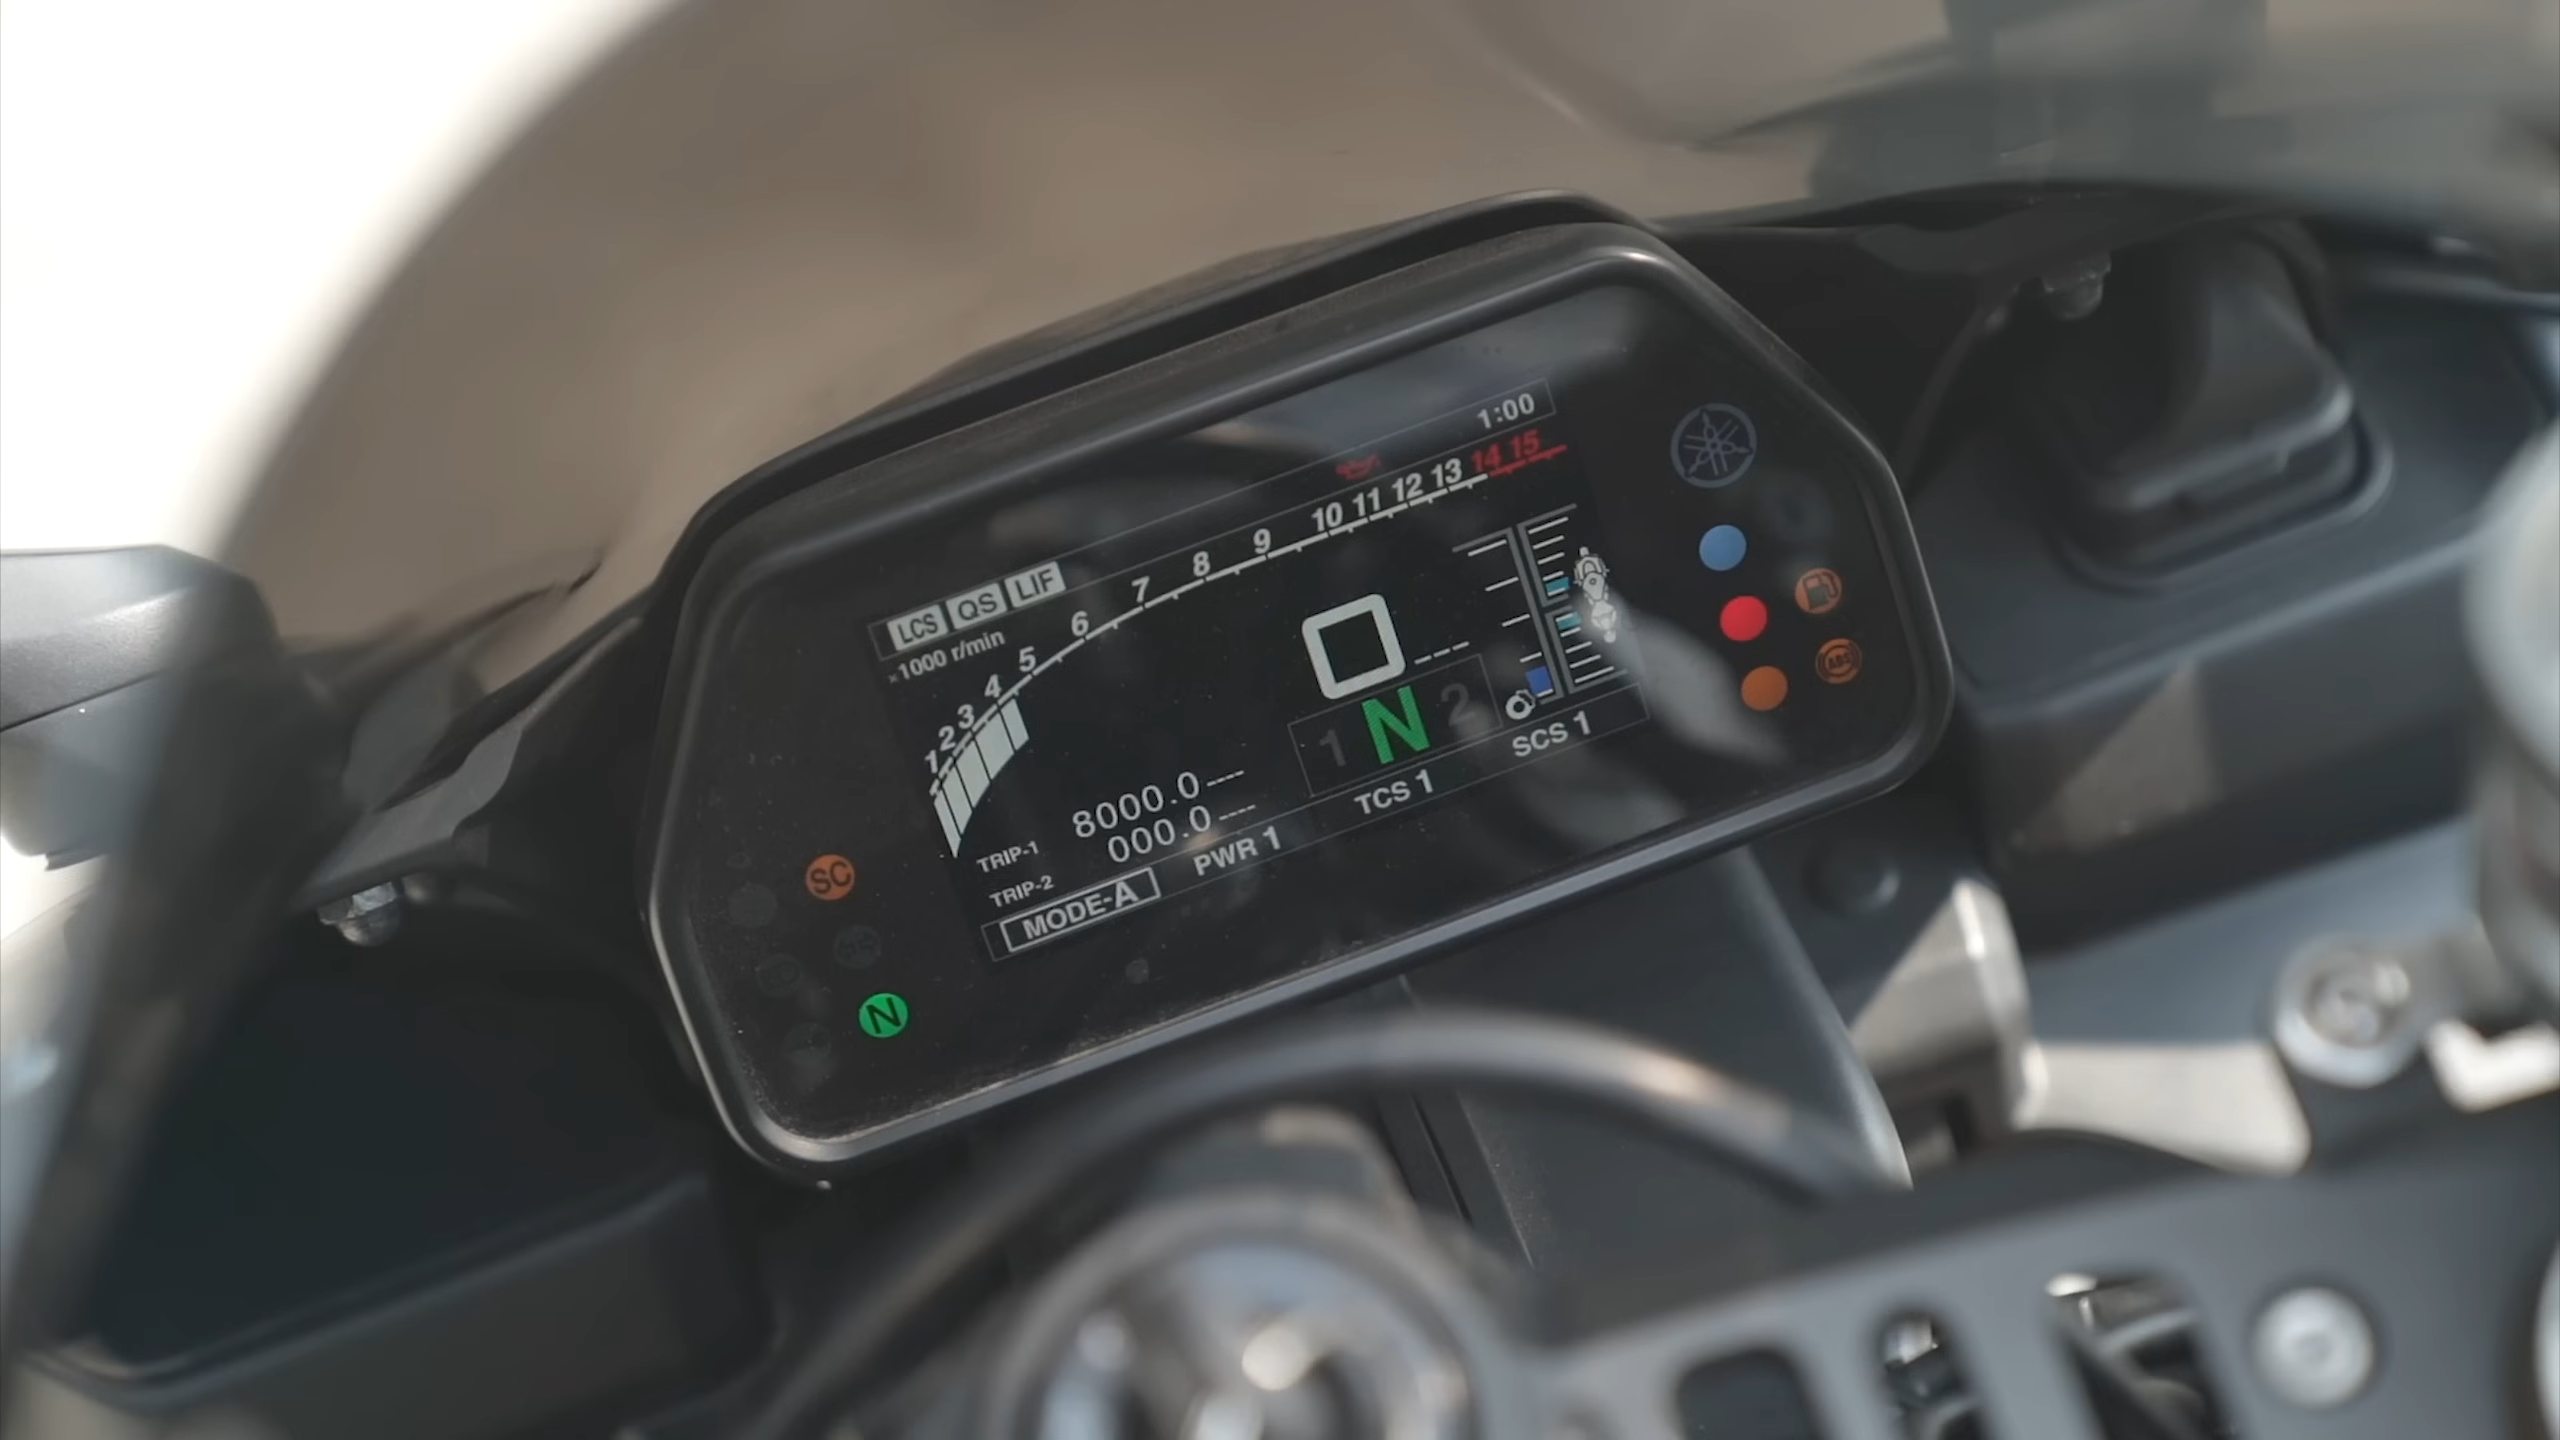 1:00
LCS QS LIF
×1000 r/min
1 2 3 4 5 6 7 8 9 10 11 12 13 14 15
0 ---
1 N 2
TRIP-1 8000.0 ----
TRIP-2 000.0 ----
MODE-A PWR 1 TCS 1 SCS 1
SC
N
ABS